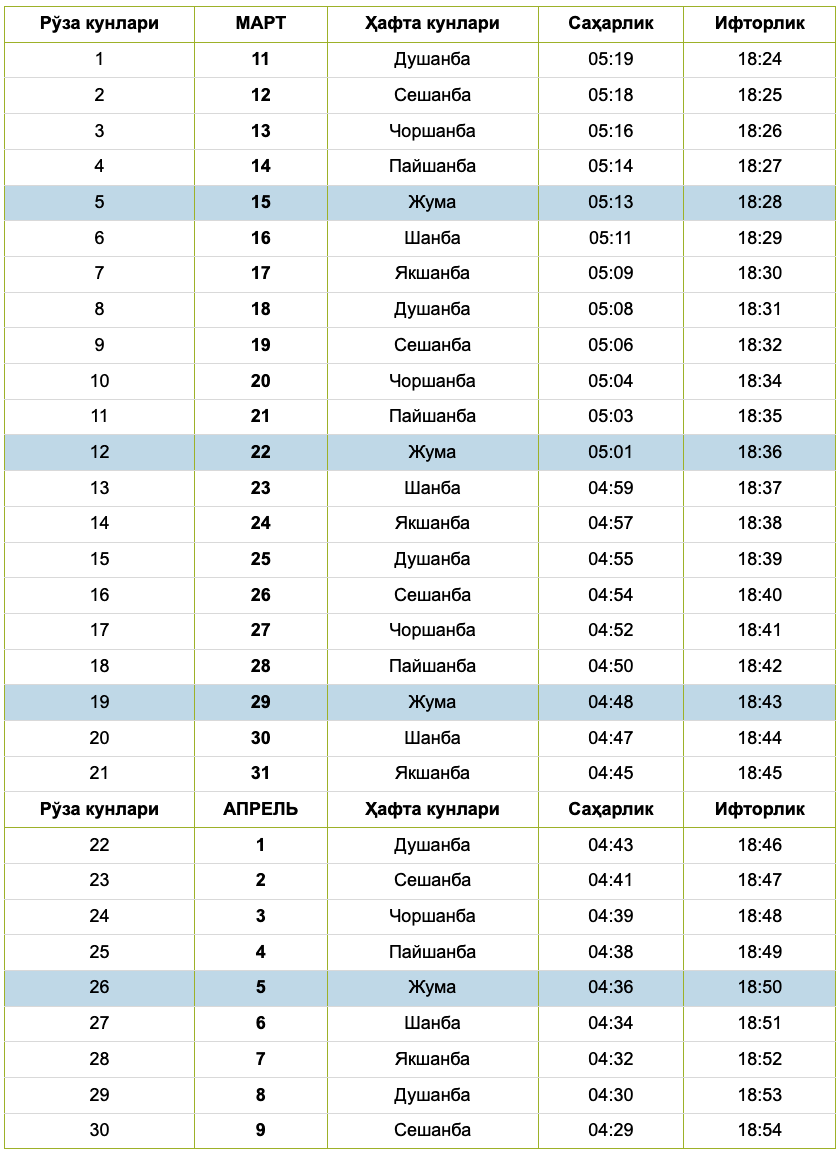 Рўза кунлари МАРТ Ҳафта кунлари Саҳарлик Ифторлик
1 11 Душанба 05:19 18:24
2 12 Сешанба 05:18 18:25
3 13 Чоршанба 05:16 18:26
4 14 Пайшанба 05:14 18:27
5 15 Жума 05:13 18:28
6 16 Шанба 05:11 18:29
7 17 Якшанба 05:09 18:30
8 18 Душанба 05:08 18:31
9 19 Сешанба 05:06 18:32
10 20 Чоршанба 05:04 18:34
11 21 Пайшанба 05:03 18:35
12 22 Жума 05:01 18:36
13 23 Шанба 04:59 18:37
14 24 Якшанба 04:57 18:38
15 25 Душанба 04:55 18:39
16 26 Сешанба 04:54 18:40
17 27 Чоршанба 04:52 18:41
18 28 Пайшанба 04:50 18:42
19 29 Жума 04:48 18:43
20 30 Шанба 04:47 18:44
21 31 Якшанба 04:45 18:45
Рўза кунлари АПРЕЛЬ Ҳафта кунлари Саҳарлик Ифторлик
22 1 Душанба 04:43 18:46
23 2 Сешанба 04:41 18:47
24 3 Чоршанба 04:39 18:48
25 4 Пайшанба 04:38 18:49
26 5 Жума 04:36 18:50
27 6 Шанба 04:34 18:51
28 7 Якшанба 04:32 18:52
29 8 Душанба 04:30 18:53
30 9 Сешанба 04:29 18:54